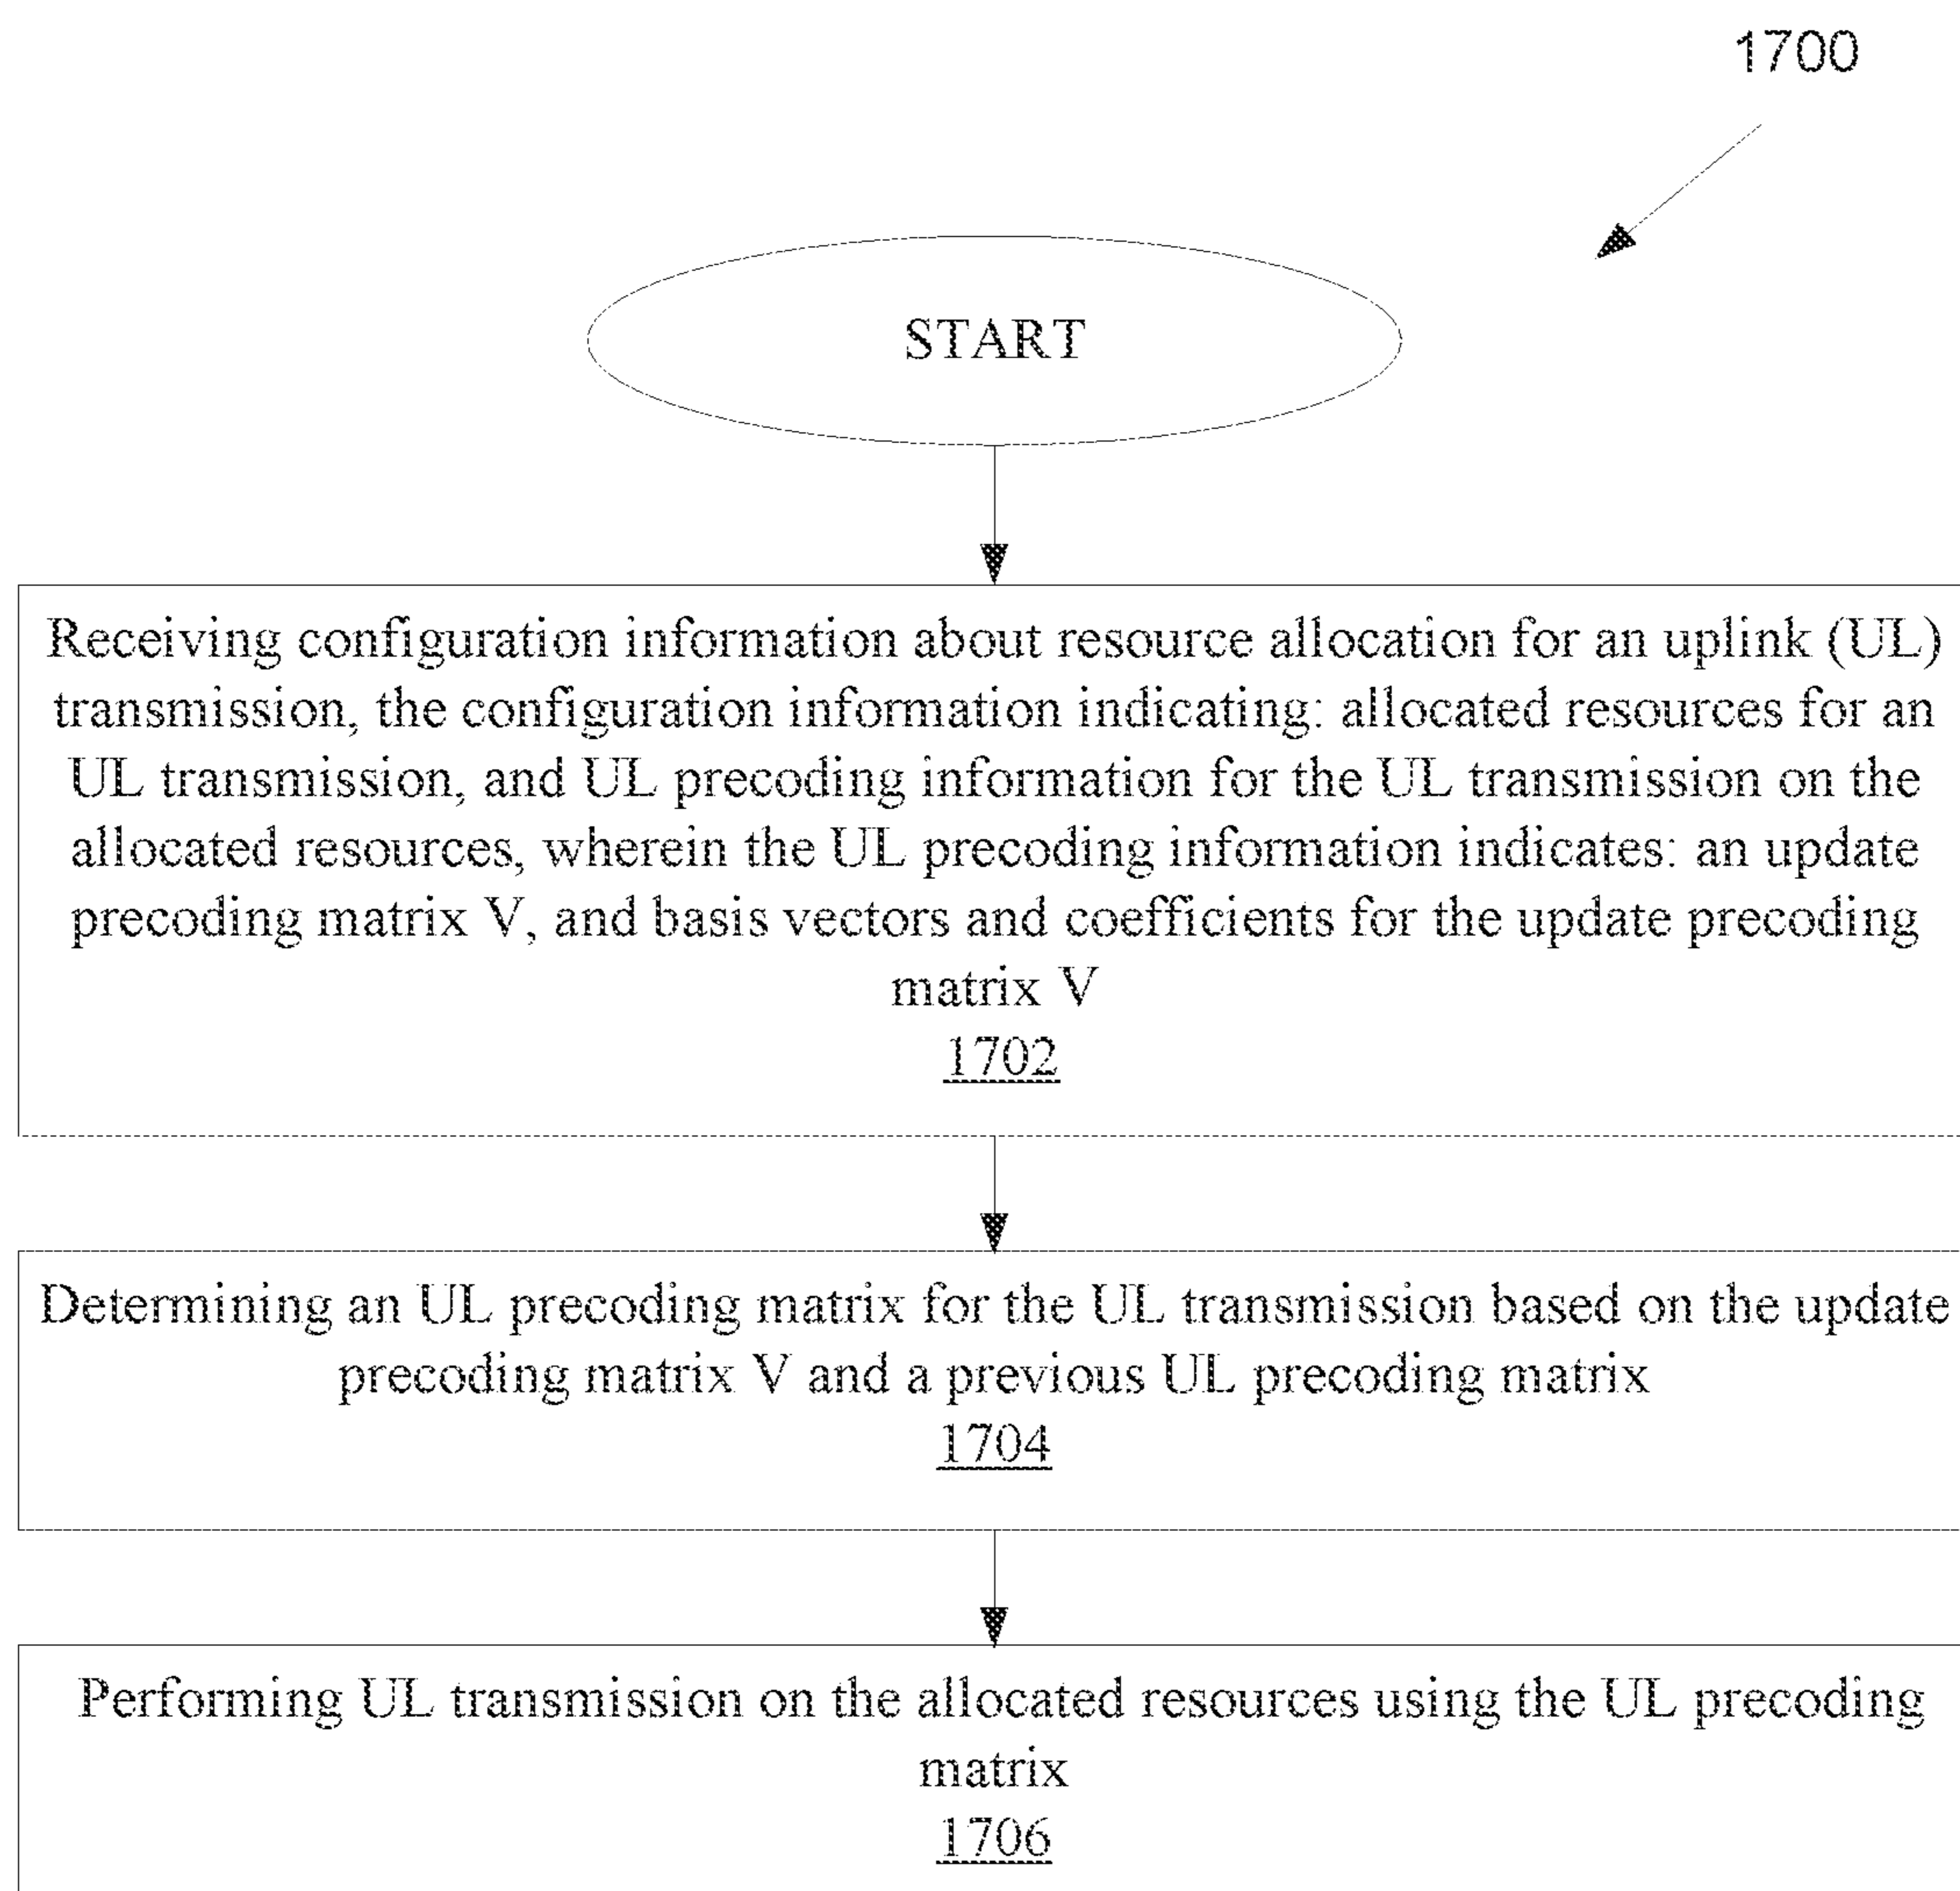 1700
START
Receiving configuration information about resource allocation for an uplink (UL)
transmission, the configuration information indicating: allocated resources for an
UL transmission, and UL precoding information for the UL transmission on the
allocated resources, wherein the UL precoding information indicates: an update
precoding matrix V, and basis vectors and coefficients for the update precoding
matrix V
1702
Determining an UL precoding matrix for the UL transmission based on the update
precoding matrix V and a previous UL precoding matrix
1704
Performing UL transmission on the allocated resources using the UL precoding
matrix
1706